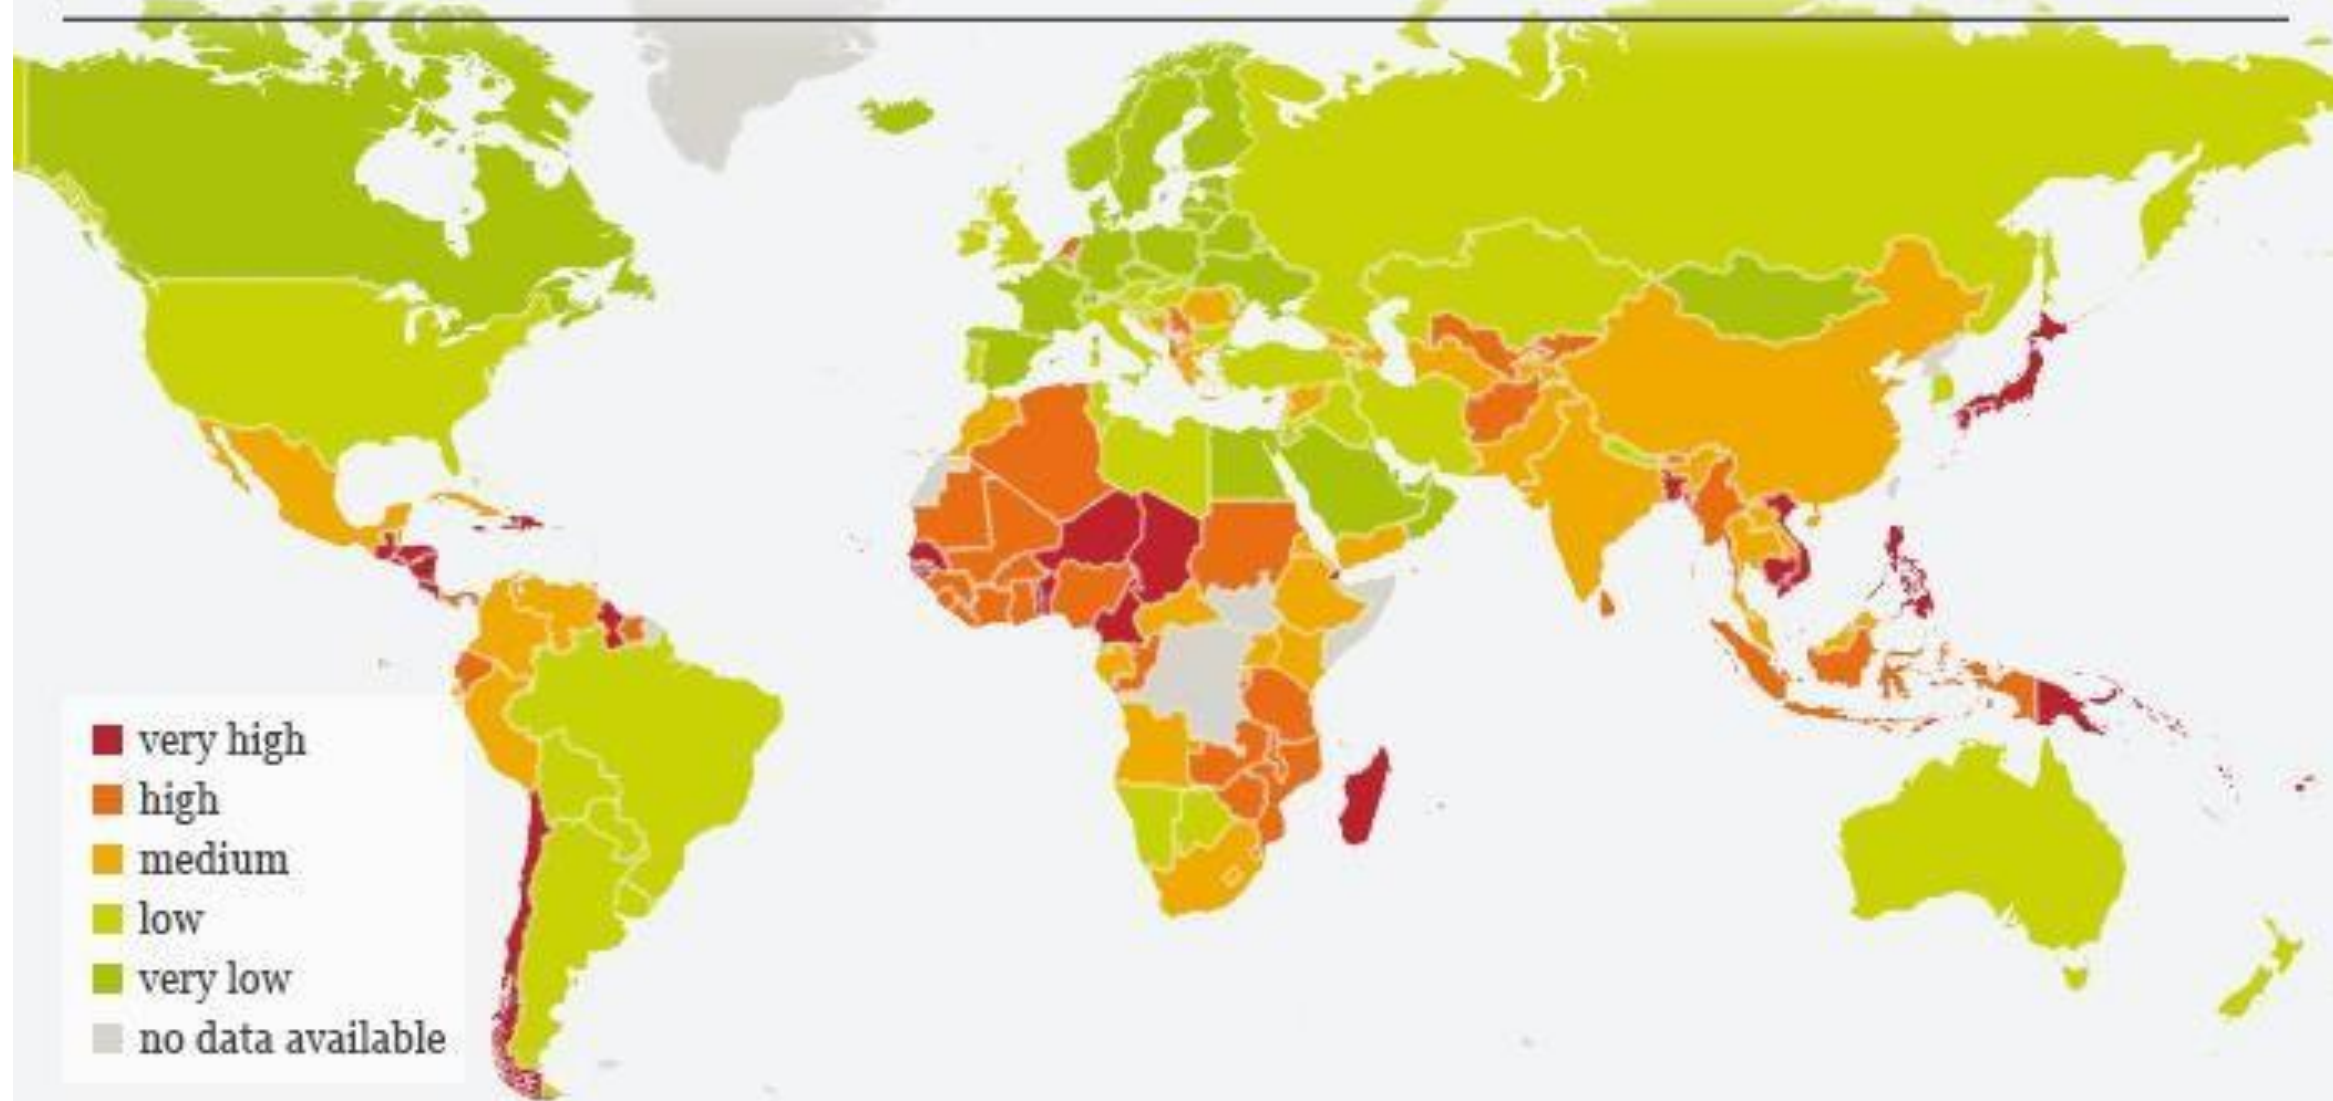 very high
high
medium
low
very low
no data available